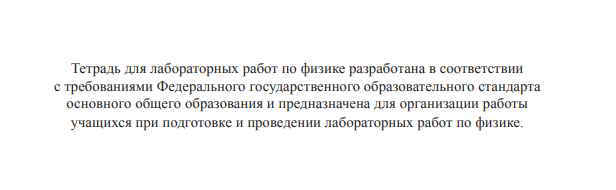 Тетрадь для лабораторных работ по физике разработана в соответствии
с требованиями Федерального государственного образовательного стандарта
основного общего образования и предназначена для организации работы
учащихся при подготовке и проведении лабораторных работ по физике.